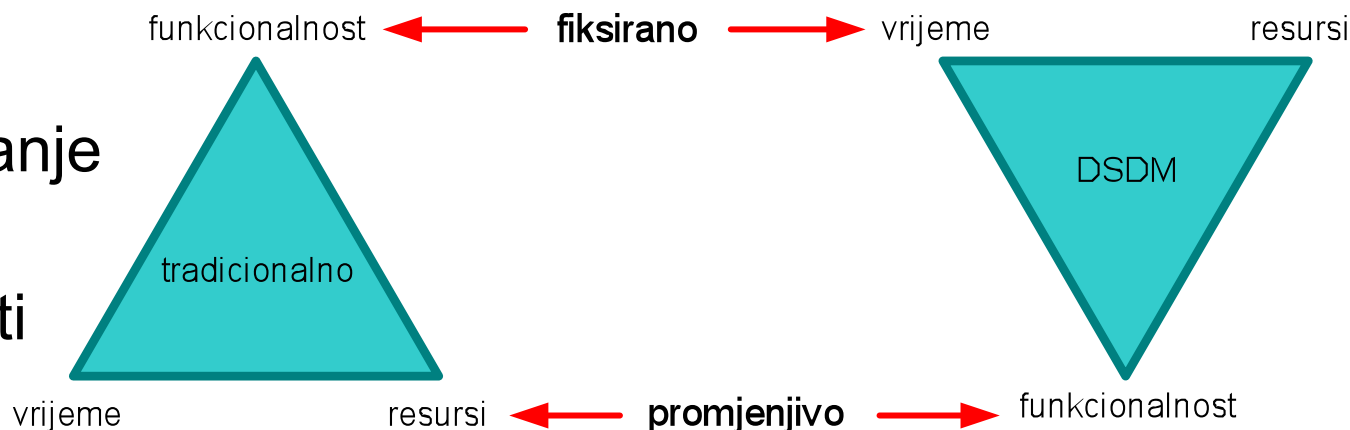 funkcionalnost fiksirano vrijeme resursi
anje
DSDM
tradicionalno
ti
vrijeme resursi promjenjivo funkcionalnost